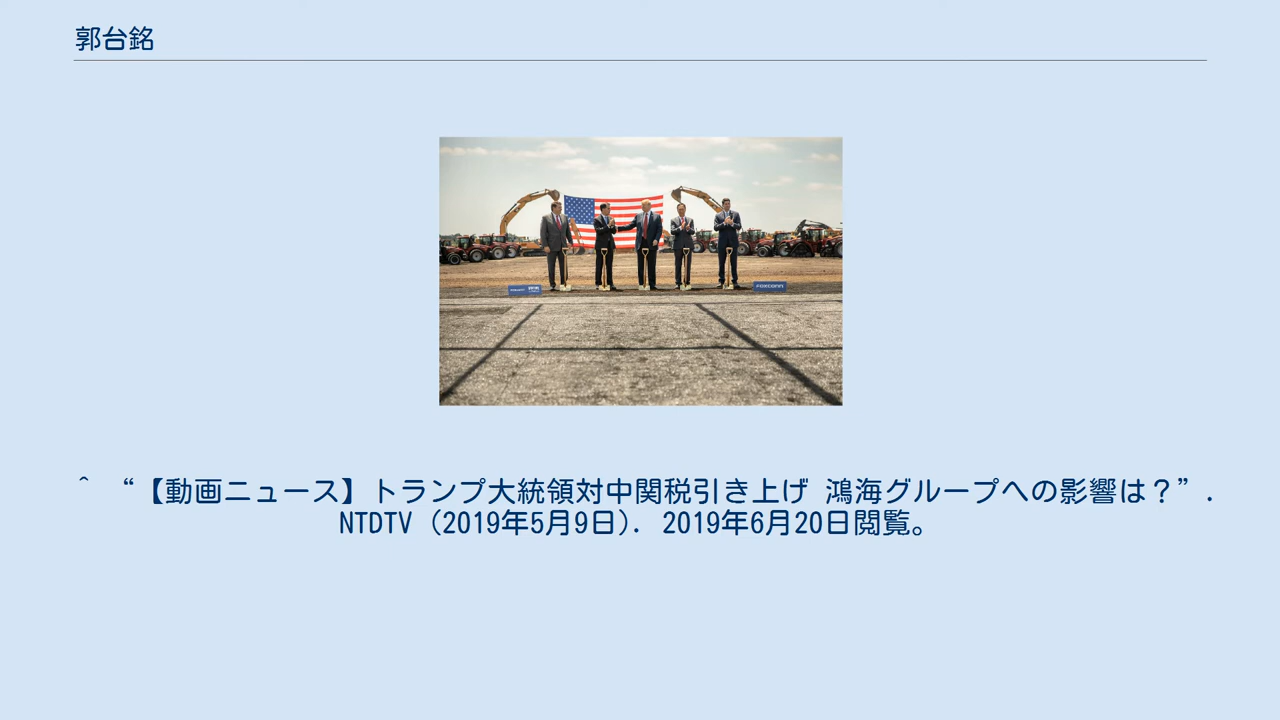 郭台銘
FOXCONN
^ “【動画ニュース】トランプ大統領対中関税引き上げ 鴻海グループへの影響は？”.
NTDTV (2019年5月9日). 2019年6月20日閲覧。